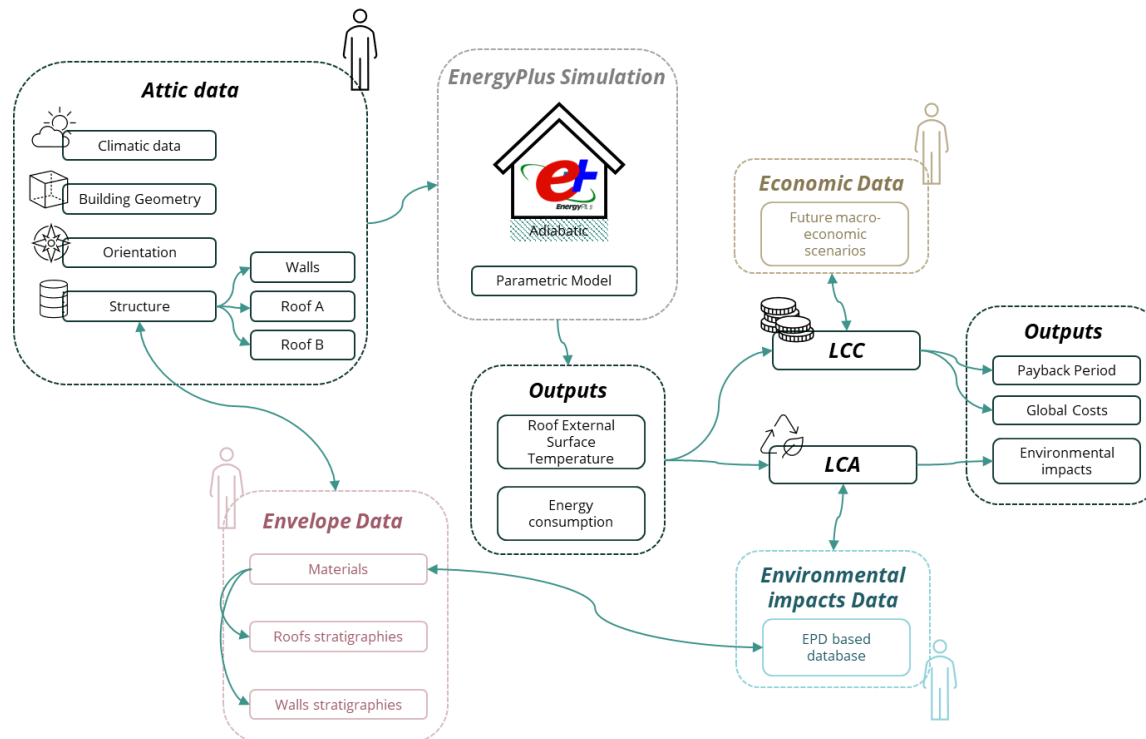 Attic data
Climatic data
Building Geometry
Orientation
Structure
Walls
Roof A
Roof B
EnergyPlus Simulation
e+
EnergyPlus
Adiabatic
Parametric Model
Outputs
Roof External
Surface
Temperature
Energy
consumption
Economic Data
Future macro-
economic
scenarios
LCC
LCA
Outputs
Payback Period
Global Costs
Environmental
impacts
Envelope Data
Materials
Roofs stratigraphies
Walls stratigraphies
Environmental
impacts Data
EPD based
database